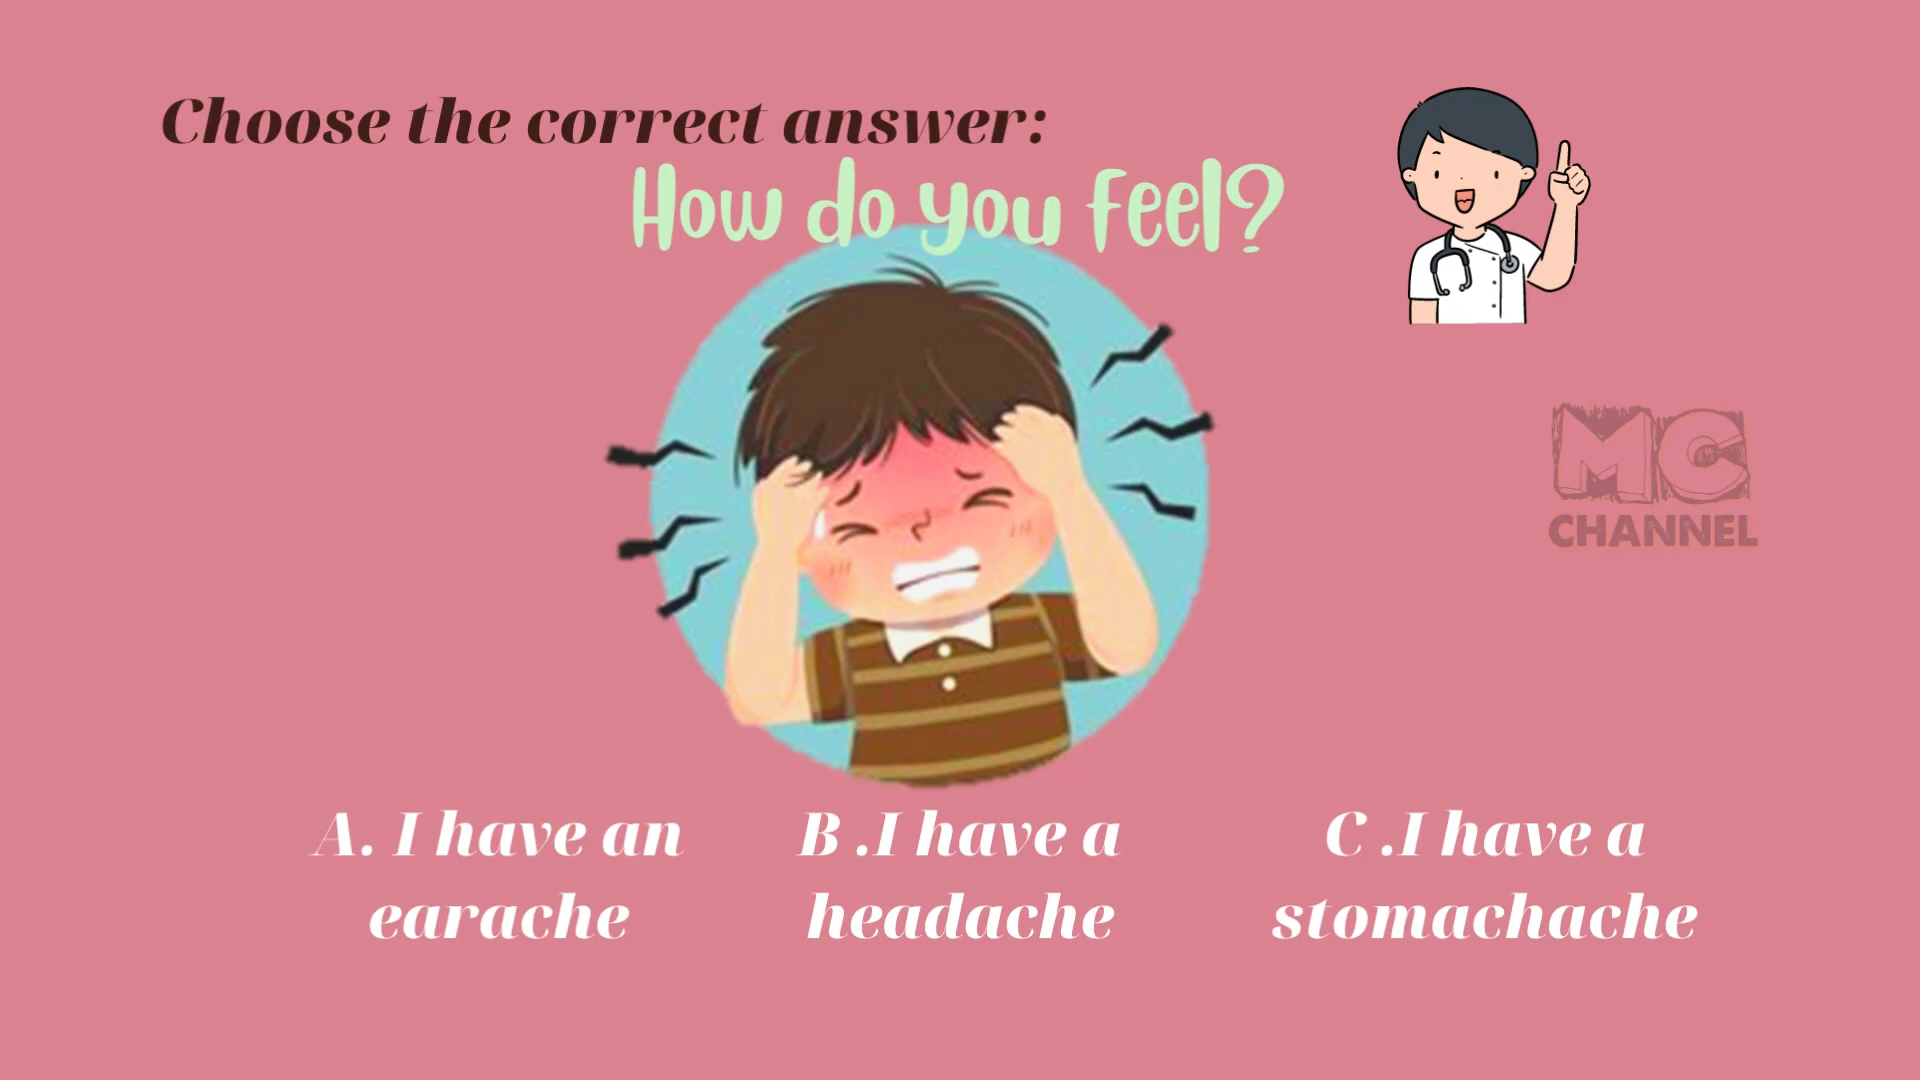 Choose the correct answer:
How do you feel?
MC
CHANNEL
A. I have an
earache
B .I have a
headache
C .I have a
stomachache